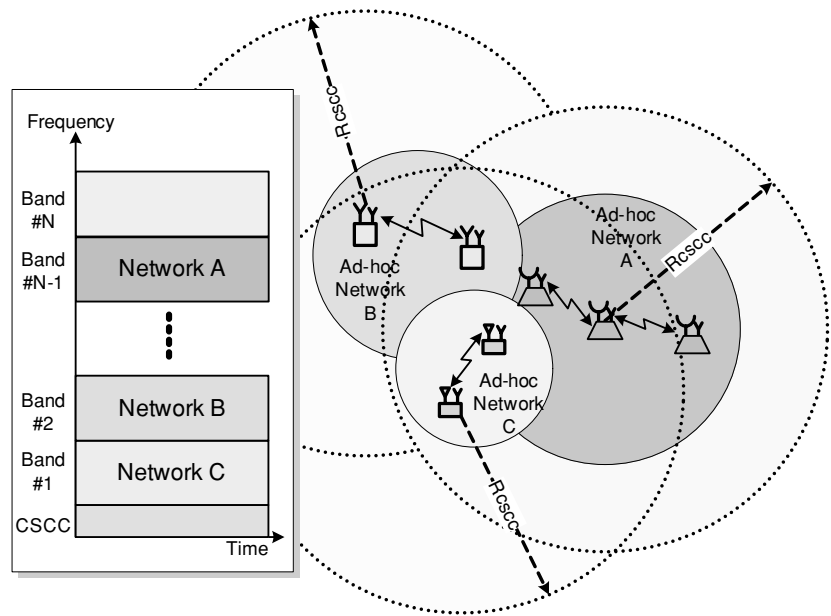 Frequency
Band
#N
Band
#N-1
Network A
Band
#2
Network B
Band
#1
Network C
CSCC
Time
Rcscc
Ad-hoc
Network
B
Ad-hoc
Network
A
Rcscc
Ad-hoc
Network
C
Rcscc